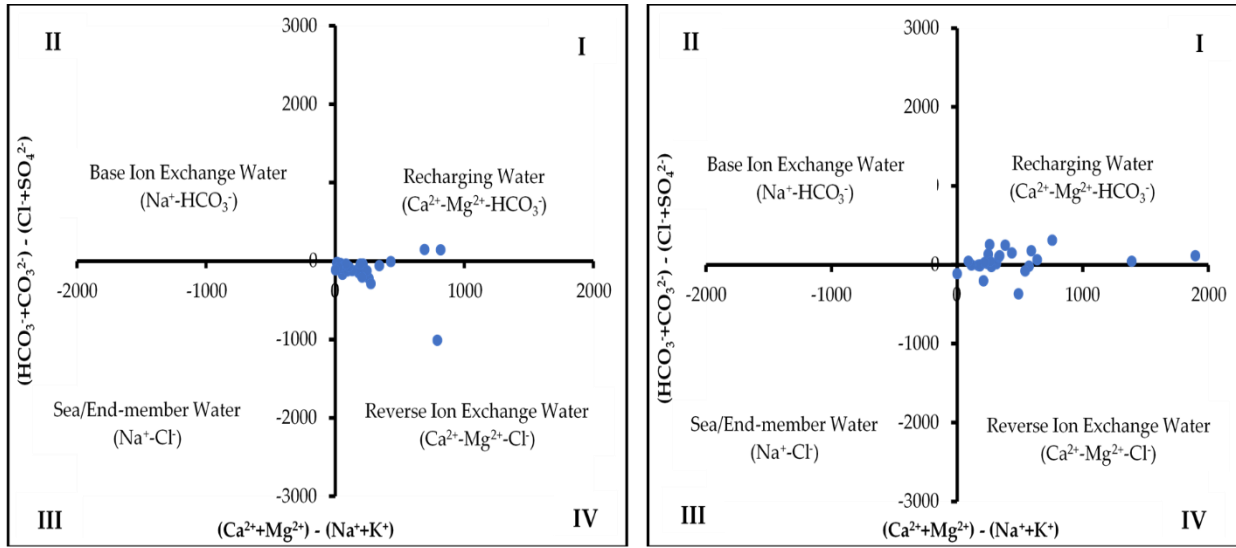 3000
II
I
2000
Base Ion Exchange Water
(Na⁺-HCO₃⁻)
Recharging Water
(Ca²⁺-Mg²⁺-HCO₃⁻)
0
-2000
-1000
0
1000
2000
-1000
Sea/End-member Water
(Na⁺-Cl⁻)
Reverse Ion Exchange Water
(Ca²⁺-Mg²⁺-Cl⁻)
-2000
-3000
III
IV
(Ca²⁺+Mg²⁺) - (Na⁺+K⁺)
(HCO₃⁻+CO₃²⁻) - (Cl⁻+SO₄²⁻)
3000
II
I
2000
Base Ion Exchange Water
(Na⁺-HCO₃⁻)
1
Recharging Water
(Ca²⁺-Mg²⁺-HCO₃⁻)
0
-2000
-1000
0
1000
2000
-1000
Sea/End-member Water
(Na⁺-Cl⁻)
Reverse Ion Exchange Water
(Ca²⁺-Mg²⁺-Cl⁻)
-2000
-3000
III
IV
(Ca²⁺+Mg²⁺) - (Na⁺+K⁺)
(HCO₃⁻+CO₃²⁻) - (Cl⁻+SO₄²⁻)